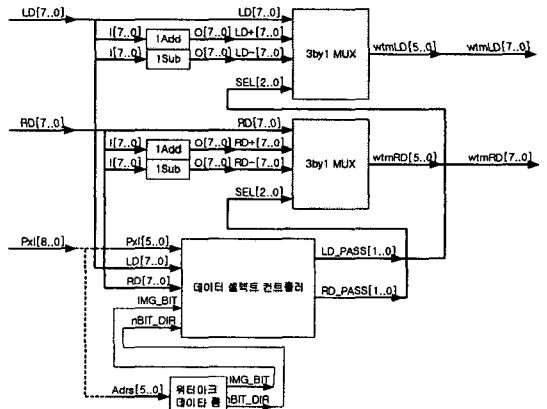 LD[7..0] LD[7..0]
I[7..0] 1Add O[7..0] LD+[7..0]
I[7..0] 1Sub O[7..0] LD-[7..0]
3by1 MUX
wtmLD[5..0] wtmLD[7..0]
SEL[2..0]
RD[7..0] RD[7..0]
I[7..0] 1Add O[7..0] RD+[7..0]
I[7..0] 1Sub O[7..0] RD-[7..0]
3by1 MUX
wtmRD[5..0] wtmRD[7..0]
SEL[2..0]
Pxl[8..0] Pxl[5..0]
LD[7..0]
RD[7..0]
IMG_BIT
nBIT_DIR
데이터 셀렉트 컨트롤러
LD_PASS[1..0]
RD_PASS[1..0]
Adrs[5..0]
워터마크
데이타 롬
IMG_BIT
nBIT_DIR